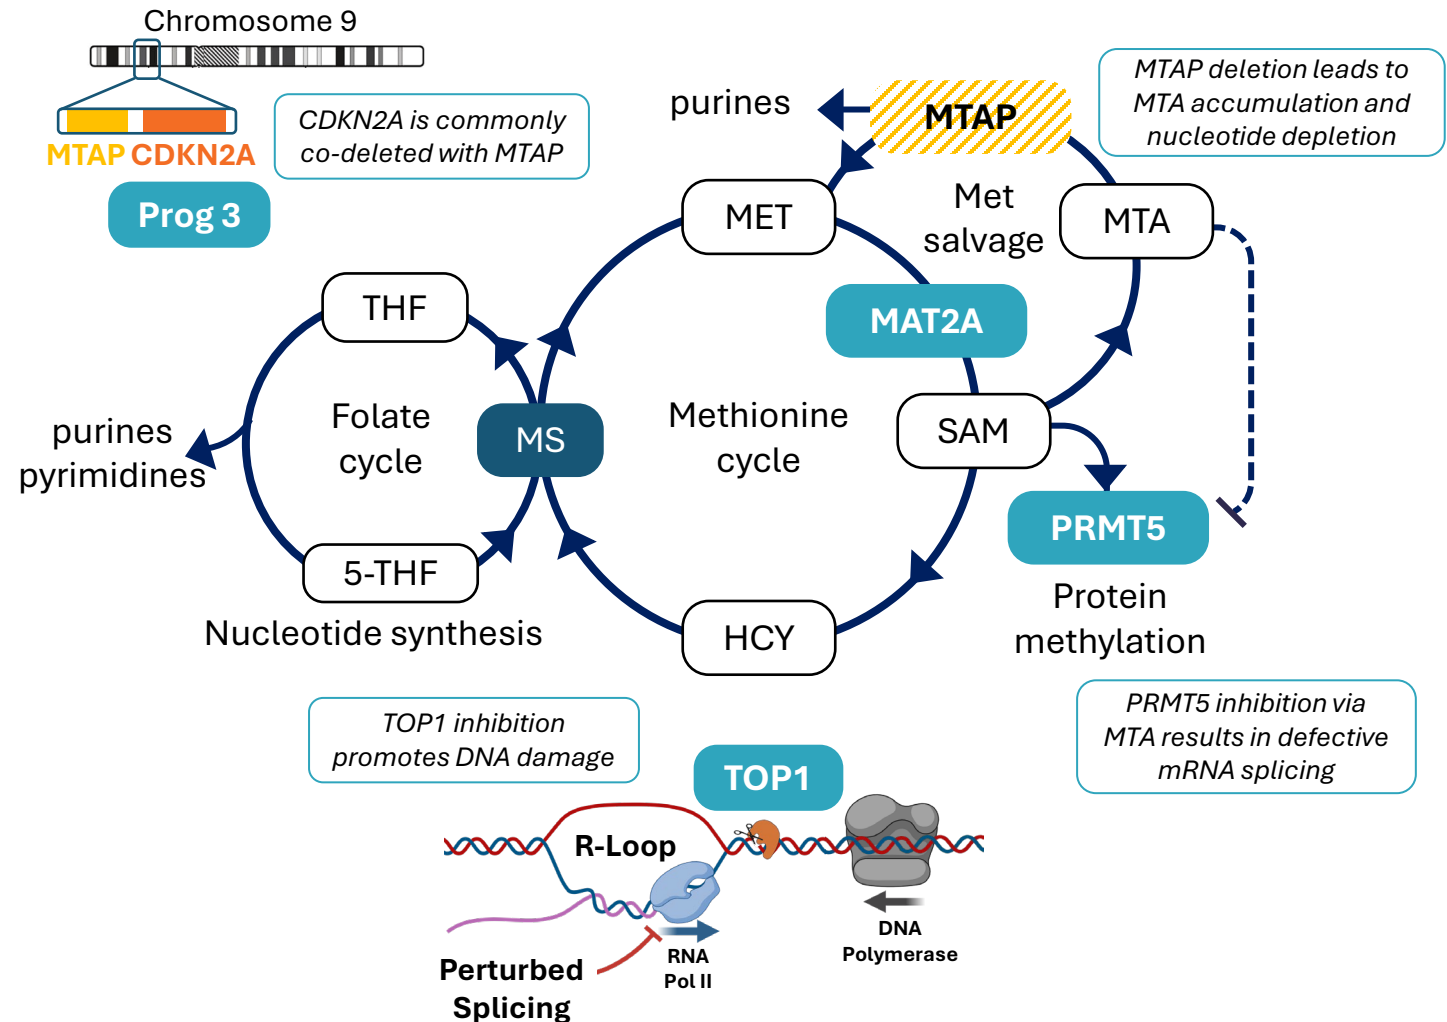 Chromosome 9
MTAP CDKN2A
Prog 3
CDKN2A is commonly
co-deleted with MTAP
purines
MTAP
MTAP deletion leads to
MTA accumulation and
nucleotide depletion
MET
Met
salvage
MTA
THF
MAT2A
Folate
cycle
MS
Methionine
cycle
SAM
purines
pyrimidines
PRMT5
5-THF
Nucleotide synthesis
HCY
Protein
methylation
TOP1 inhibition
promotes DNA damage
TOP1
PRMT5 inhibition via
MTA results in defective
mRNA splicing
R-Loop
Perturbed
Splicing
RNA
Pol II
DNA
Polymerase